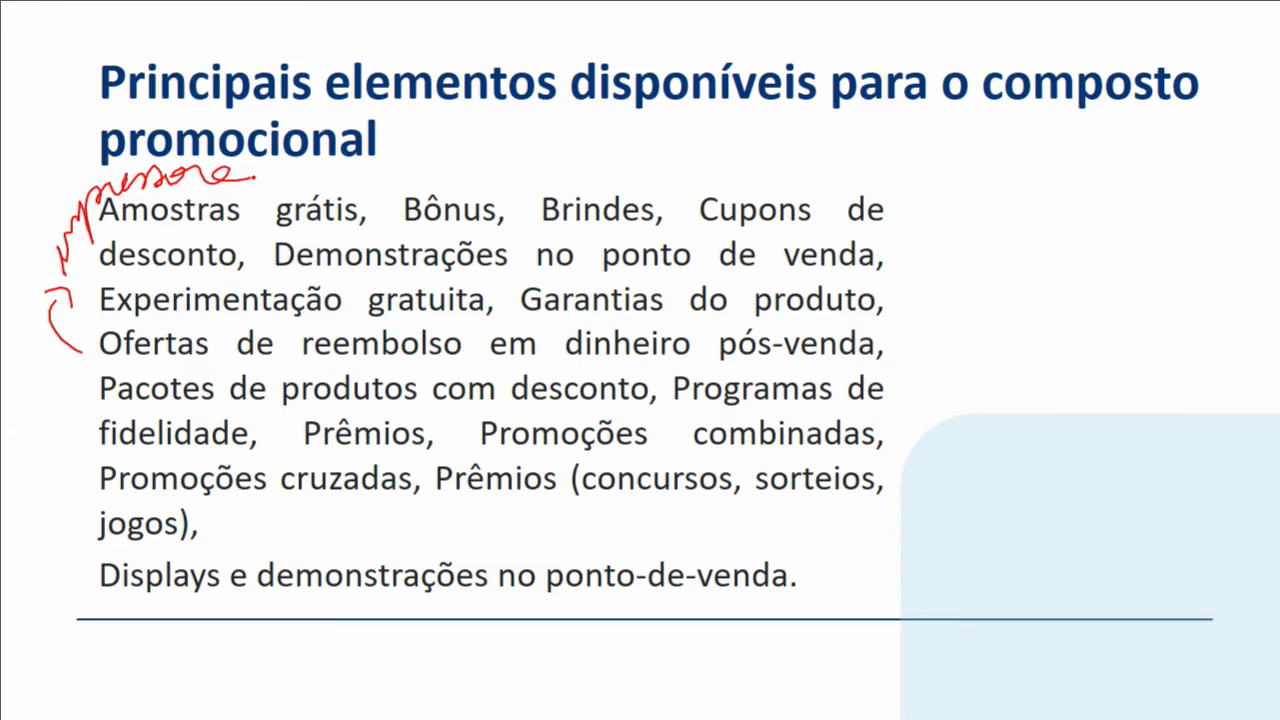 Principais elementos disponíveis para o composto
promocional
impressora
Amostras grátis, Bônus, Brindes, Cupons de
desconto, Demonstrações no ponto de venda,
Experimentação gratuita, Garantias do produto,
Ofertas de reembolso em dinheiro pós-venda,
Pacotes de produtos com desconto, Programas de
fidelidade, Prêmios, Promoções combinadas,
Promoções cruzadas, Prêmios (concursos, sorteios,
jogos),
Displays e demonstrações no ponto-de-venda.